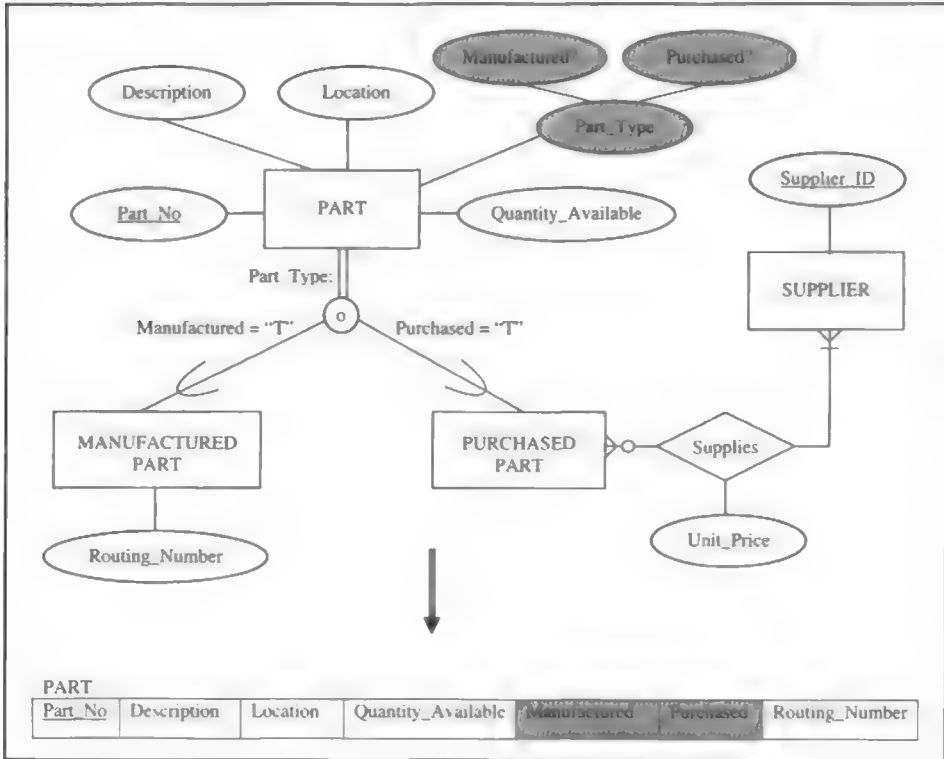 Manufactured? Purchased?
Description Location
Part_Type
Supplier_ID
Part_No PART Quantity_Available
SUPPLIER
Part Type:
o
Manufactured = "T" Purchased = "T"
MANUFACTURED
PART
PURCHASED
PART
Supplies
Routing_Number
Unit_Price
PART
Part_No Description Location Quantity_Available Manufactured Purchased Routing_Number